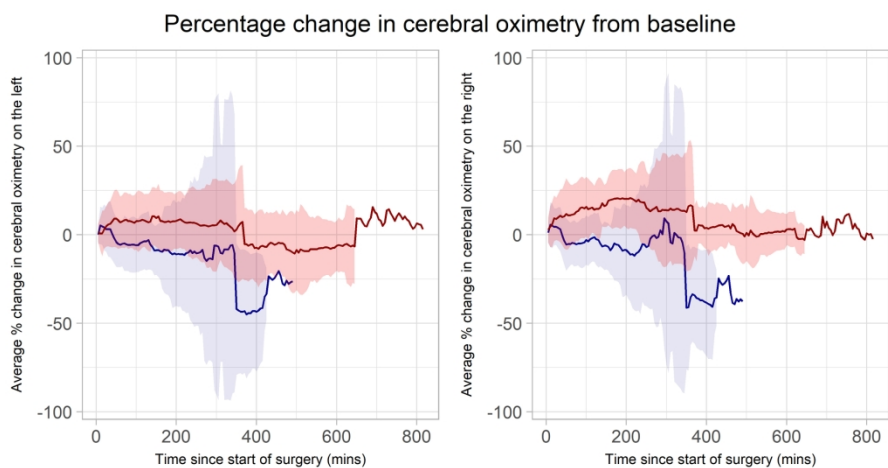 Percentage change in cerebral oximetry from baseline
Average % change in cerebral oximetry on the left
100
50
0
-50
-100
0 200 400 600 800
Time since start of surgery (mins)
Average % change in cerebral oximetry on the right
100
50
0
-50
-100
0 200 400 600 800
Time since start of surgery (mins)